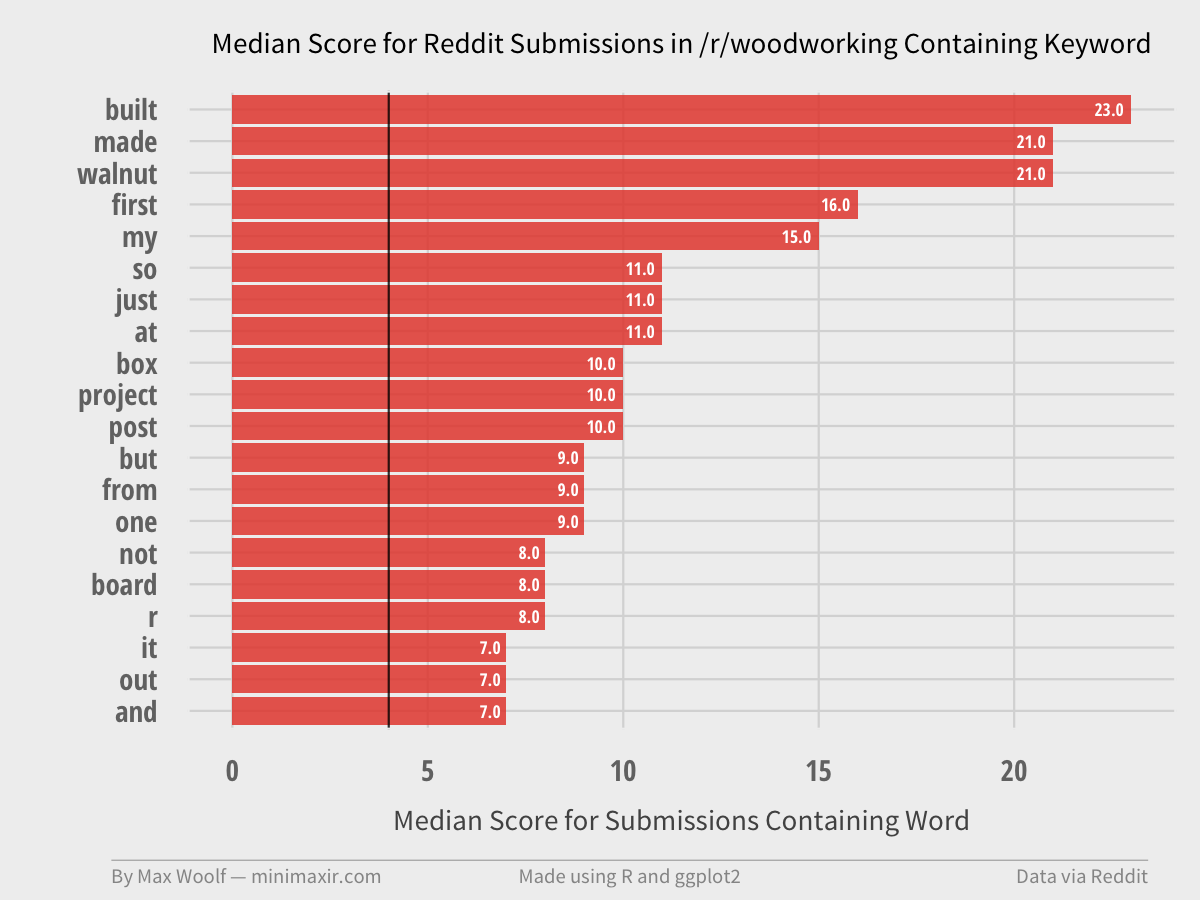 Median Score for Reddit Submissions in /r/woodworking Containing Keyword
built 23.0
made 21.0
walnut 21.0
first 16.0
my 15.0
so 11.0
just 11.0
at 11.0
box 10.0
project 10.0
post 10.0
but 9.0
from 9.0
one 9.0
not 8.0
board 8.0
r 8.0
it 7.0
out 7.0
and 7.0
0 5 10 15 20
Median Score for Submissions Containing Word
By Max Woolf — minimaxir.com Made using R and ggplot2 Data via Reddit